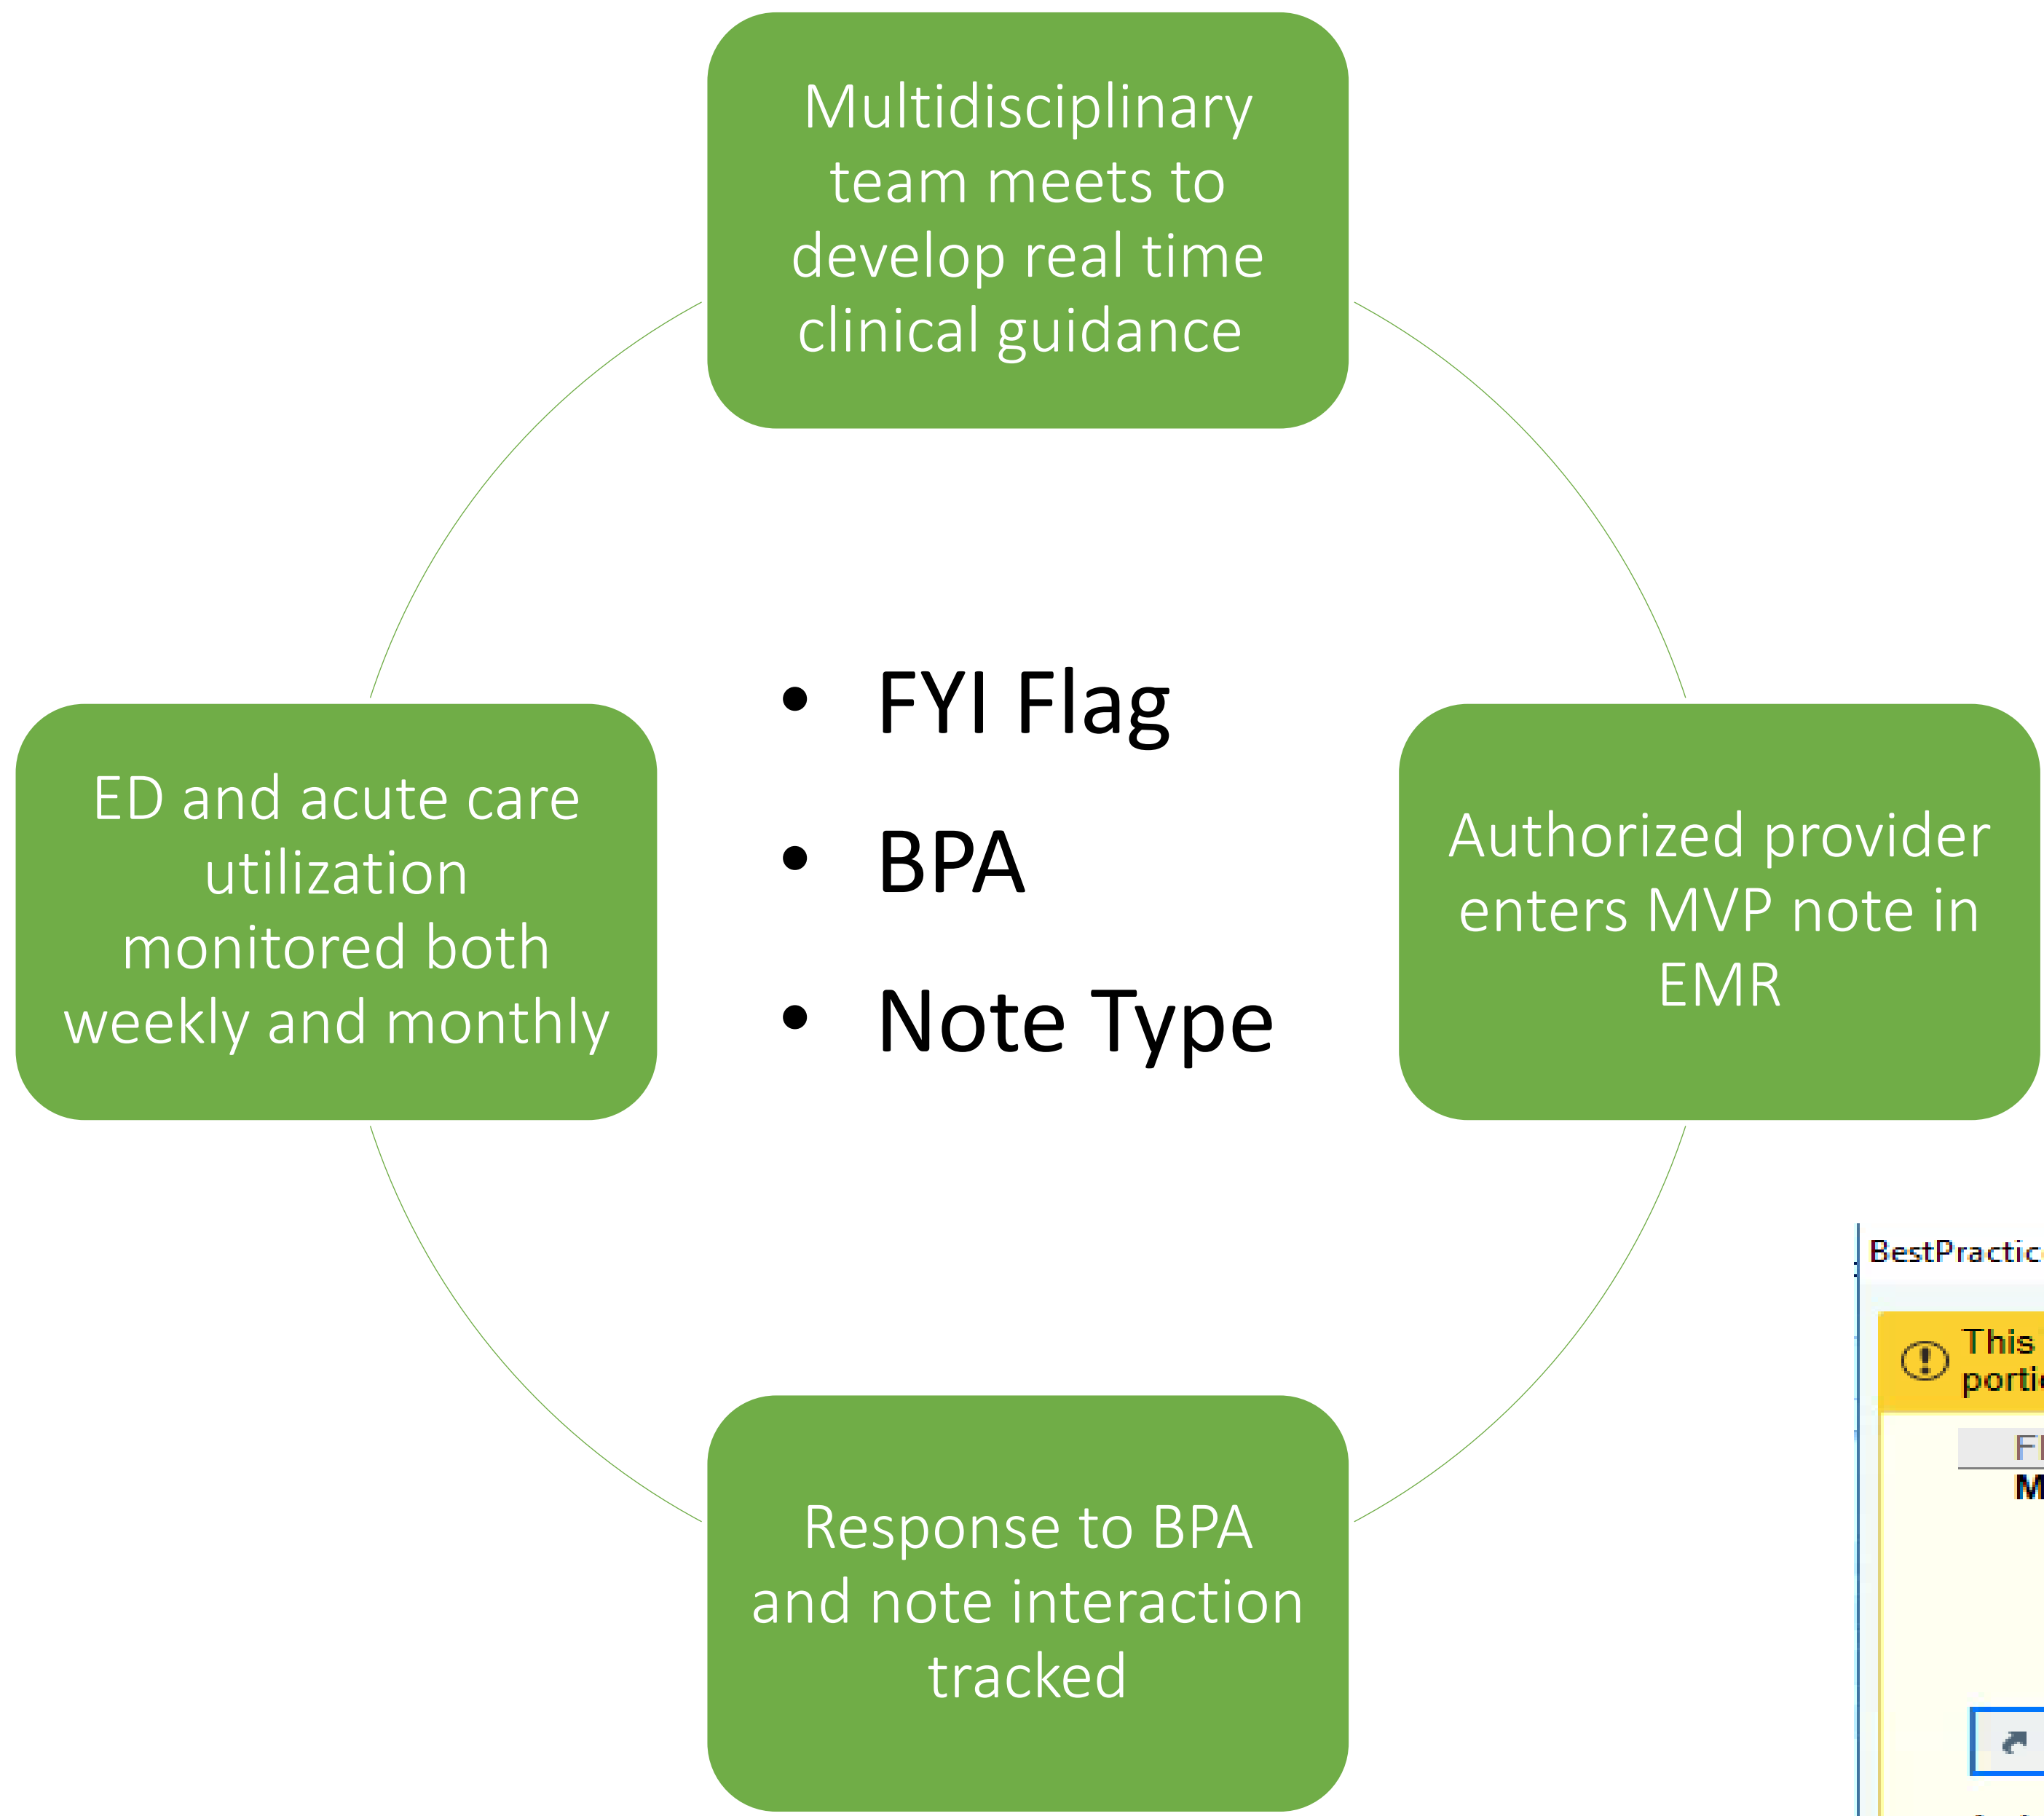 Multidisciplinary
team meets to
develop real time
clinical guidance
• FYI Flag
• BPA
• Note Type
ED and acute care
utilization
monitored both
weekly and monthly
Authorized provider
enters MVP note in
EMR
Response to BPA
and note interaction
tracked
BestPractic
This